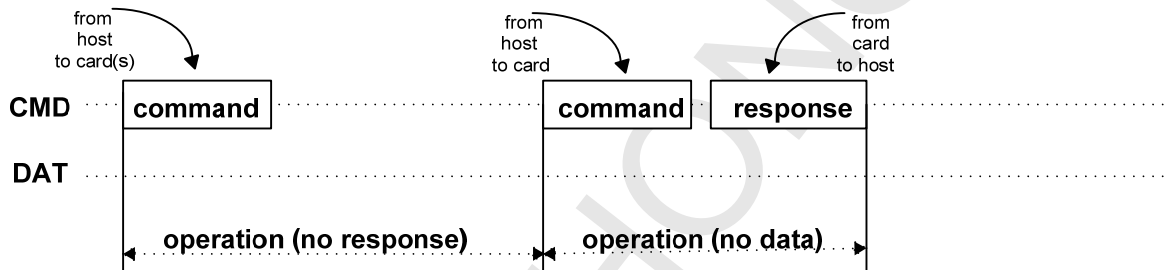 from
host
to card(s)
from
host
to card
from
card
to host
CMD
command
command
response
DAT
operation (no response)
operation (no data)